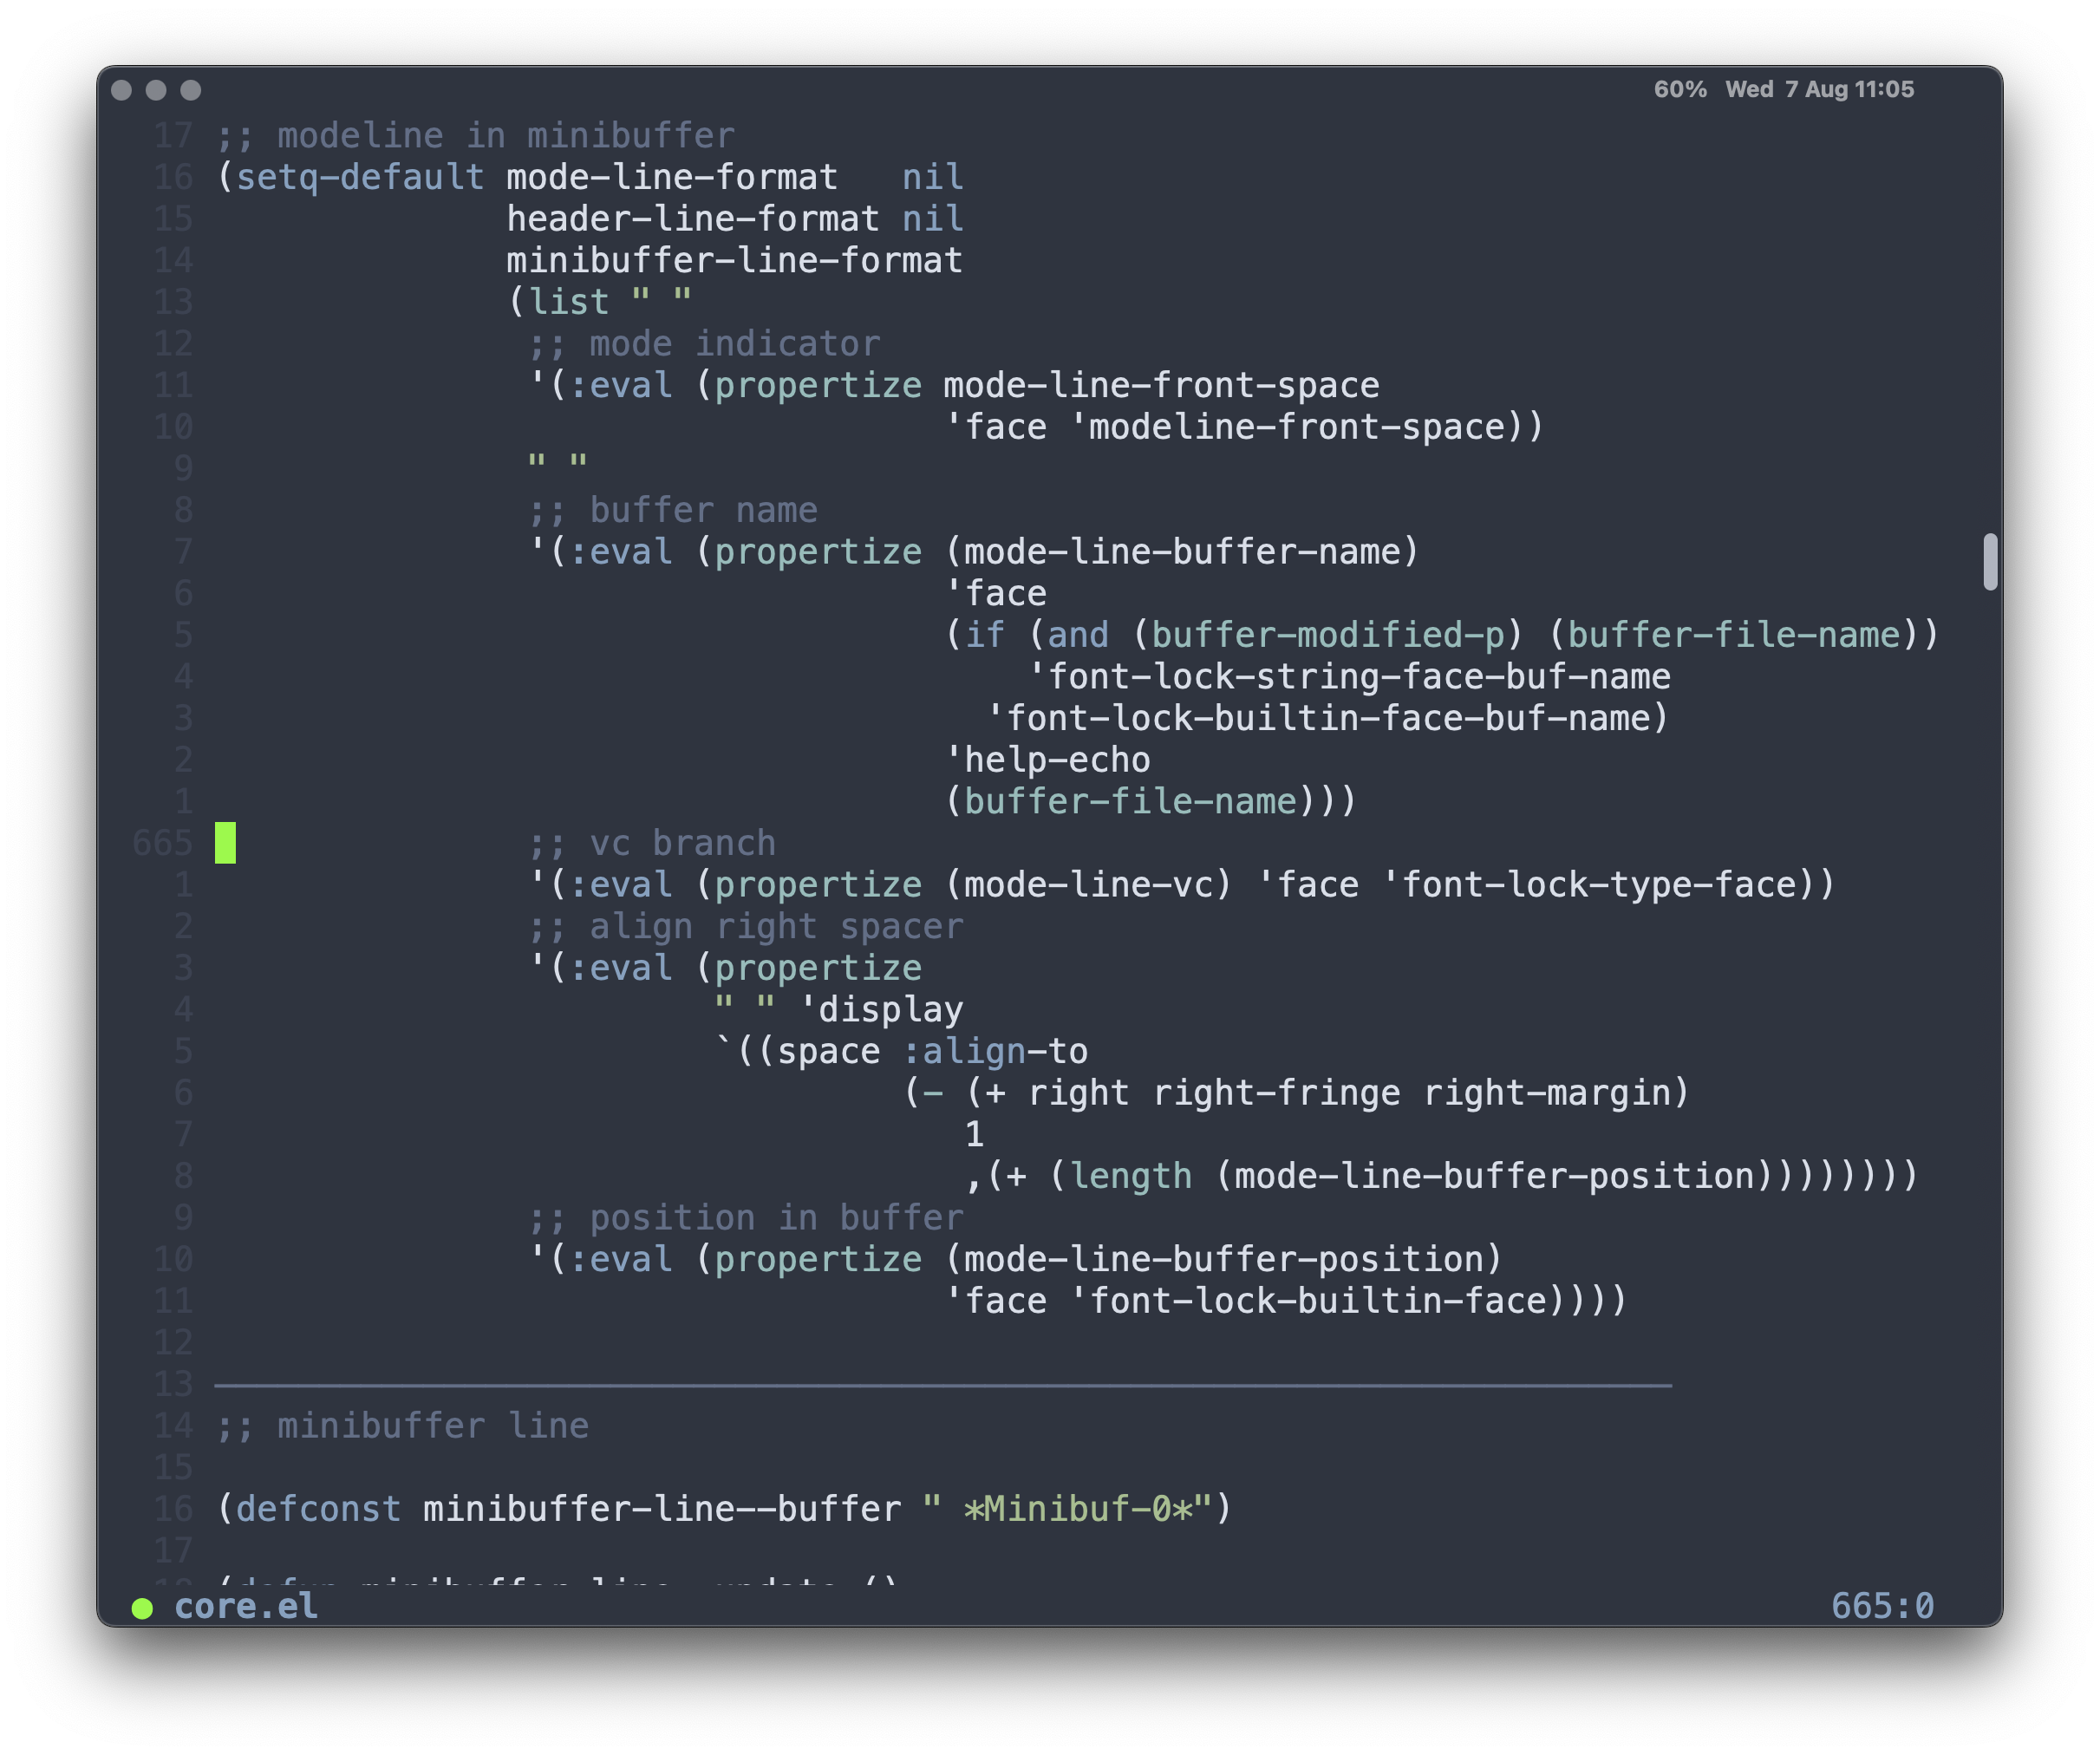 60% Wed 7 Aug 11:05
17 ;; modeline in minibuffer
16 (setq-default mode-line-format   nil
15               header-line-format nil
14               minibuffer-line-format
13               (list " "
12                ;; mode indicator
11                '(:eval (propertize mode-line-front-space
10                                    'face 'modeline-front-space))
9                " "
8                ;; buffer name
7                '(:eval (propertize (mode-line-buffer-name)
6                                    'face
5                                    (if (and (buffer-modified-p) (buffer-file-name))
4                                        'font-lock-string-face-buf-name
3                                      'font-lock-builtin-face-buf-name)
2                                    'help-echo
1                                    (buffer-file-name)))
665                ;; vc branch
1                '(:eval (propertize (mode-line-vc) 'face 'font-lock-type-face))
2                ;; align right spacer
3                '(:eval (propertize
4                         " " 'display
5                         `((space :align-to
6                                  (- (+ right right-fringe right-margin)
7                                     1
8                                     ,(+ (length (mode-line-buffer-position))))))))
9                ;; position in buffer
10                '(:eval (propertize (mode-line-buffer-position)
11                                    'face 'font-lock-builtin-face))))
12
13
14 ;; minibuffer line
15
16 (defconst minibuffer-line--buffer " *Minibuf-0*")
17
18 (defun minibuffer-line--update ()
core.el 665:0